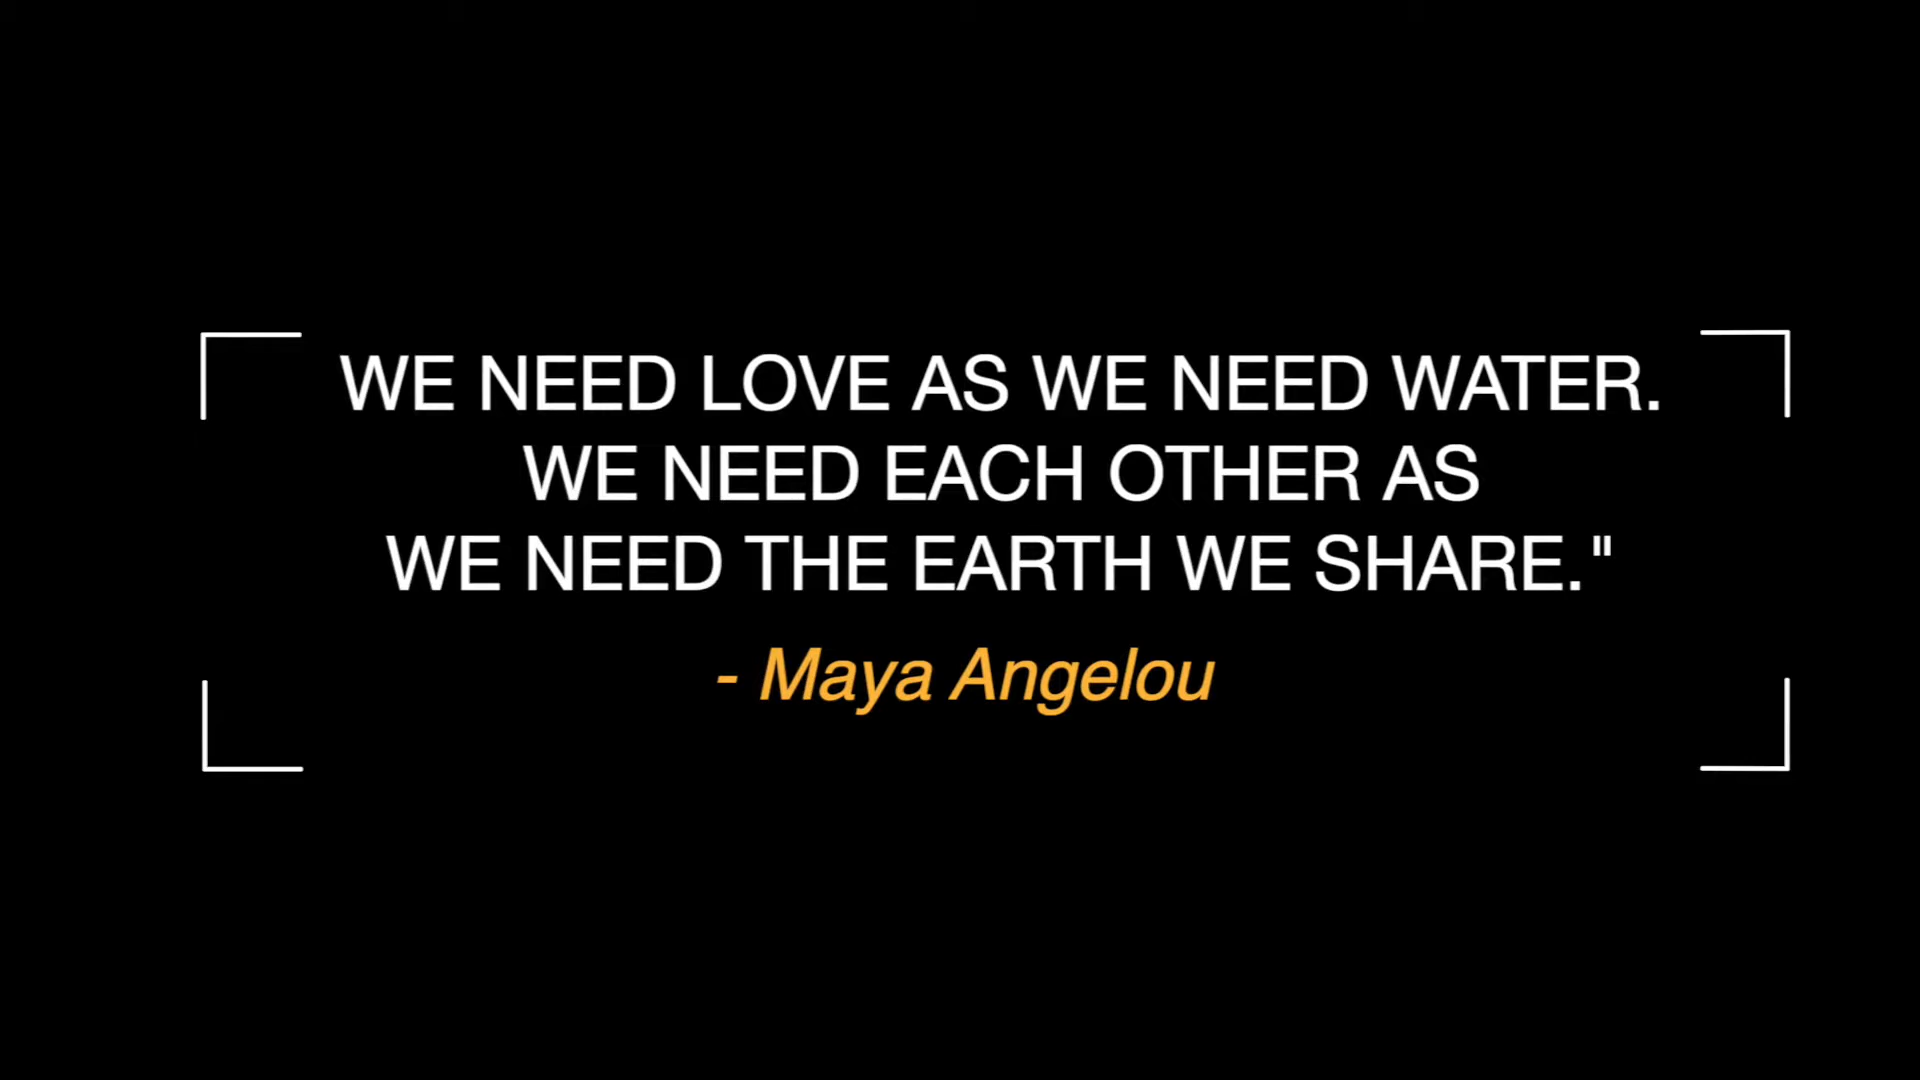 WE NEED LOVE AS WE NEED WATER.
WE NEED EACH OTHER AS
WE NEED THE EARTH WE SHARE."
- Maya Angelou